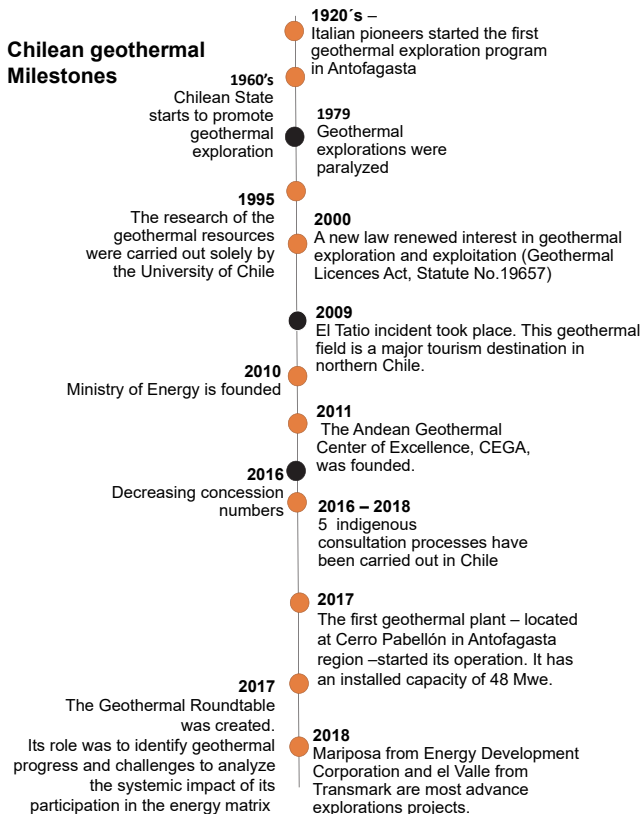 Chilean geothermal
Milestones
1920´s –
Italian pioneers started the first
geothermal exploration program
in Antofagasta
1960's
Chilean State
starts to promote
geothermal
exploration
1979
Geothermal
explorations were
paralyzed
1995
The research of the
geothermal resources
were carried out solely by
the University of Chile
2000
A new law renewed interest in geothermal
exploration and exploitation (Geothermal
Licences Act, Statute No.19657)
2009
El Tatio incident took place. This geothermal
field is a major tourism destination in
northern Chile.
2010
Ministry of Energy is founded
2011
The Andean Geothermal
Center of Excellence, CEGA,
was founded.
2016
Decreasing concession
numbers
2016 – 2018
5 indigenous
consultation processes have
been carried out in Chile
2017
The first geothermal plant – located
at Cerro Pabellón in Antofagasta
region –started its operation. It has
an installed capacity of 48 Mwe.
2017
The Geothermal Roundtable
was created.
Its role was to identify geothermal
progress and challenges to analyze
the systemic impact of its
participation in the energy matrix
2018
Mariposa from Energy Development
Corporation and el Valle from
Transmark are most advance
explorations projects.